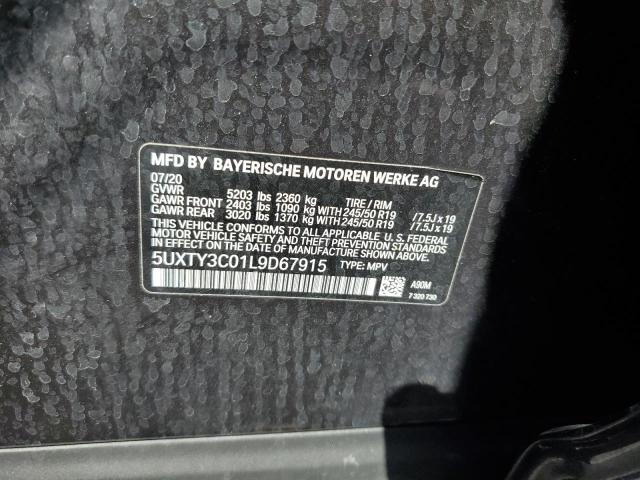 MFD BY BAYERISCHE MOTOREN WERKE AG
07/20
GVWR 5203 lbs 2360 kg TIRE / RIM
GAWR FRONT 2403 lbs 1090 kg WITH 245/50 R19 /7.5J x 19
GAWR REAR 3020 lbs 1370 kg WITH 245/50 R19 /7.5J x 19
THIS VEHICLE CONFORMS TO ALL APPLICABLE U. S. FEDERAL
MOTOR VEHICLE SAFETY AND THEFT PREVENTION STANDARDS
IN EFFECT ON THE DATE OF MANUFACTURE SHOWN ABOVE.
5UXTY3C01L9D67915 TYPE: MPV
A90M
7 320 730